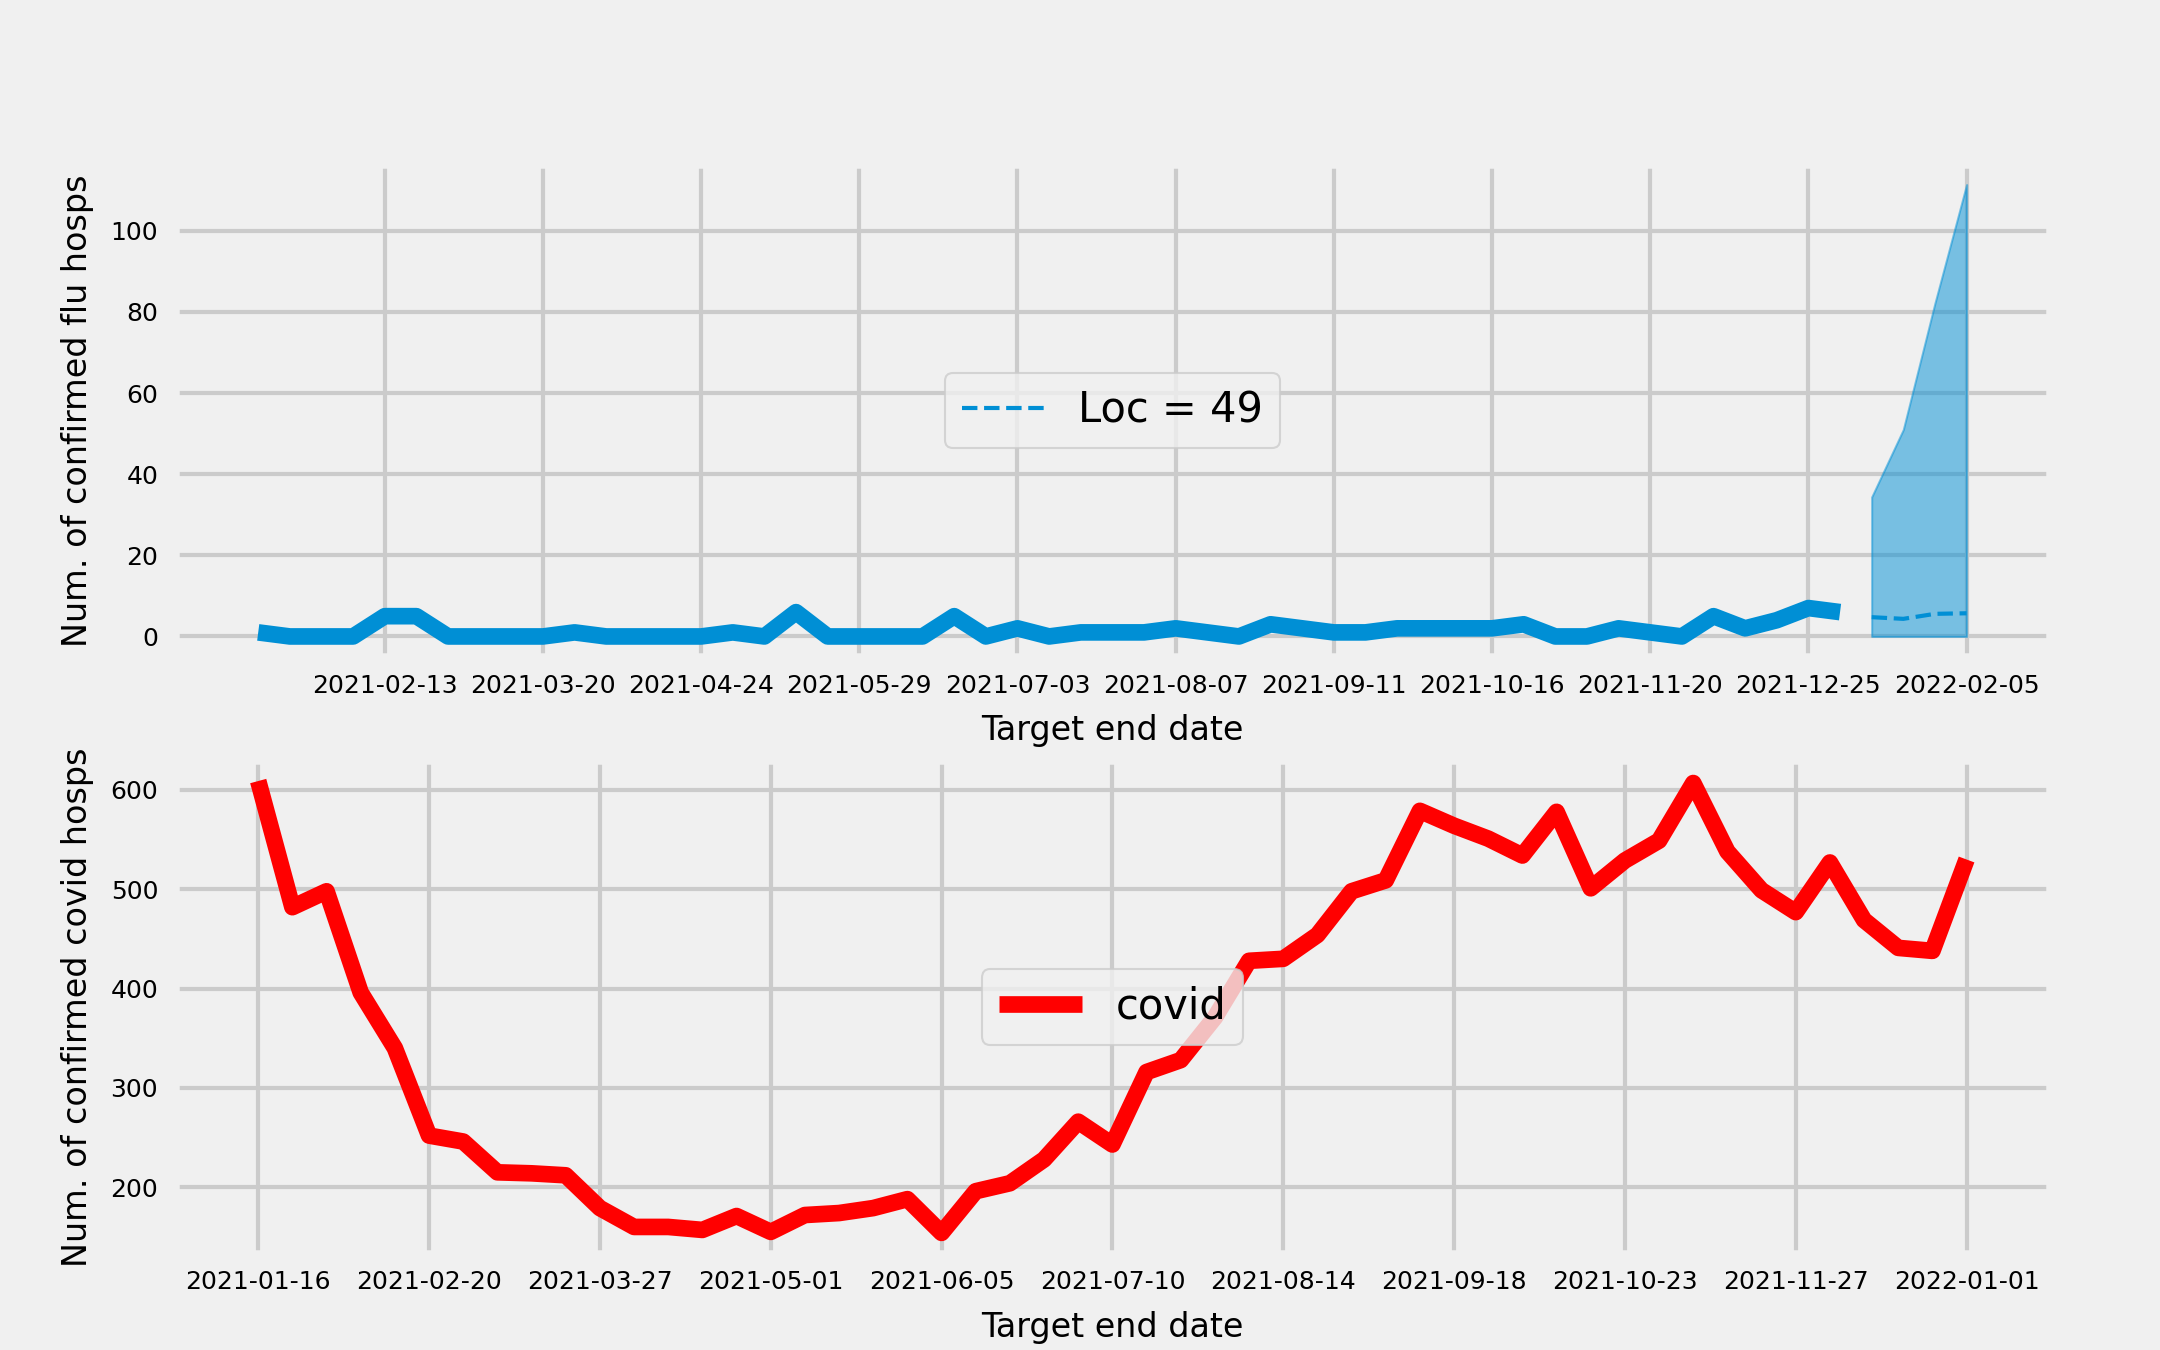 Num. of confirmed flu hosps
100
80
60
40
20
0
Loc = 49
2021-02-13 2021-03-20 2021-04-24 2021-05-29 2021-07-03 2021-08-07 2021-09-11 2021-10-16 2021-11-20 2021-12-25 2022-02-05
Target end date
Num. of confirmed covid hosps
600
500
400
300
200
covid
2021-01-16 2021-02-20 2021-03-27 2021-05-01 2021-06-05 2021-07-10 2021-08-14 2021-09-18 2021-10-23 2021-11-27 2022-01-01
Target end date